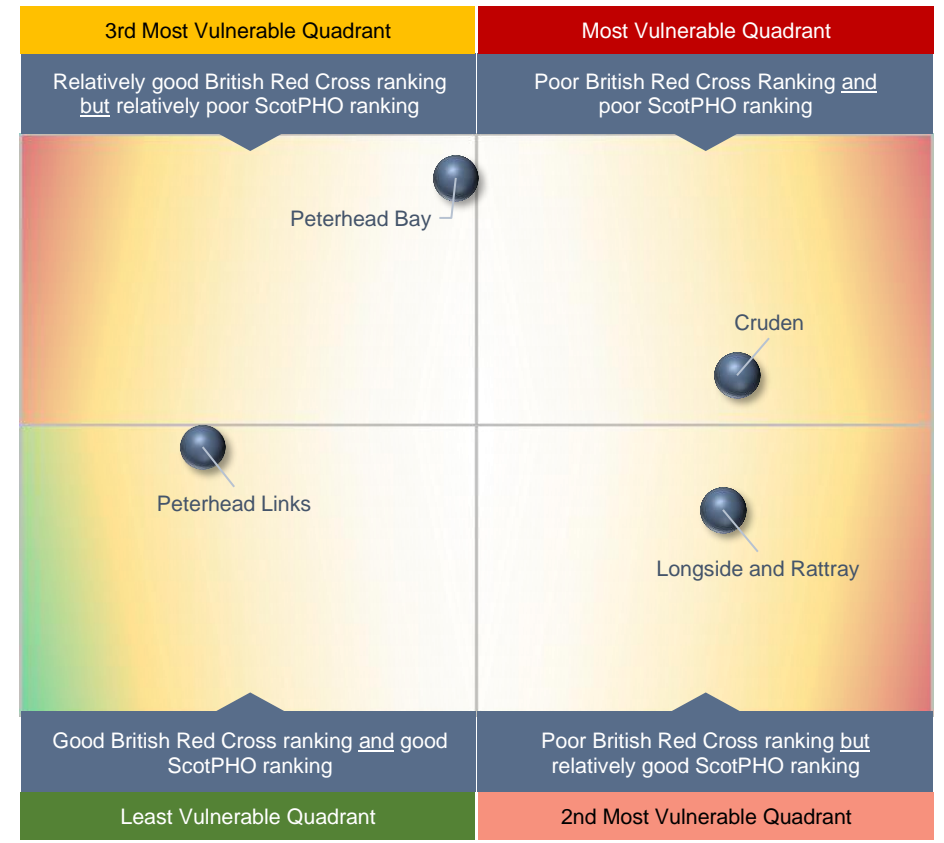 3rd Most Vulnerable Quadrant
Most Vulnerable Quadrant
Relatively good British Red Cross ranking
but relatively poor ScotPHO ranking
Poor British Red Cross Ranking and
poor ScotPHO ranking
Peterhead Bay
Cruden
Peterhead Links
Longside and Rattray
Good British Red Cross ranking and good
ScotPHO ranking
Poor British Red Cross ranking but
relatively good ScotPHO ranking
Least Vulnerable Quadrant
2nd Most Vulnerable Quadrant